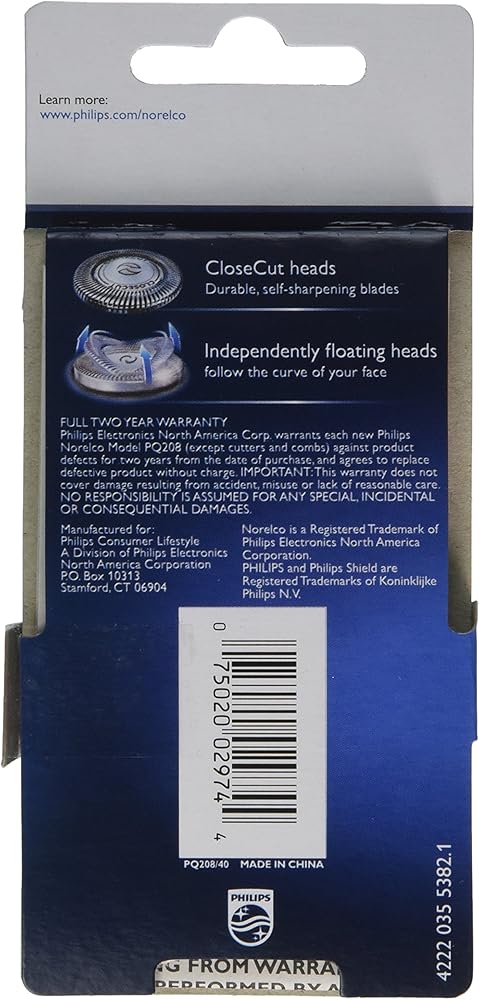 Learn more:
www.philips.com/norelco
CloseCut heads
Durable, self-sharpening blades
Independently floating heads
follow the curve of your face
FULL TWO YEAR WARRANTY
Philips Electronics North America Corp. warrants each new Philips
Norelco Model PQ208 (except cutters and combs) against product
defects for two years from the date of purchase, and agrees to replace
defective product without charge. IMPORTANT: This warranty does not
cover damage resulting from accident, misuse or lack of reasonable care.
NO RESPONSIBILITY IS ASSUMED FOR ANY SPECIAL, INCIDENTAL
OR CONSEQUENTIAL DAMAGES.
Manufactured for:
Philips Consumer Lifestyle
A Division of Philips Electronics
North America Corporation
P.O. Box 10313
Stamford, CT 06904
Norelco is a Registered Trademark of
Philips Electronics North America
Corporation.
PHILIPS and Philips Shield are
Registered Trademarks of Koninklijke
Philips N.V.
0 75020 02974 4
PQ208/40 MADE IN CHINA
PHILIPS
4222 035 5382.1
NG FROM WARRA
PERFORMED BY A